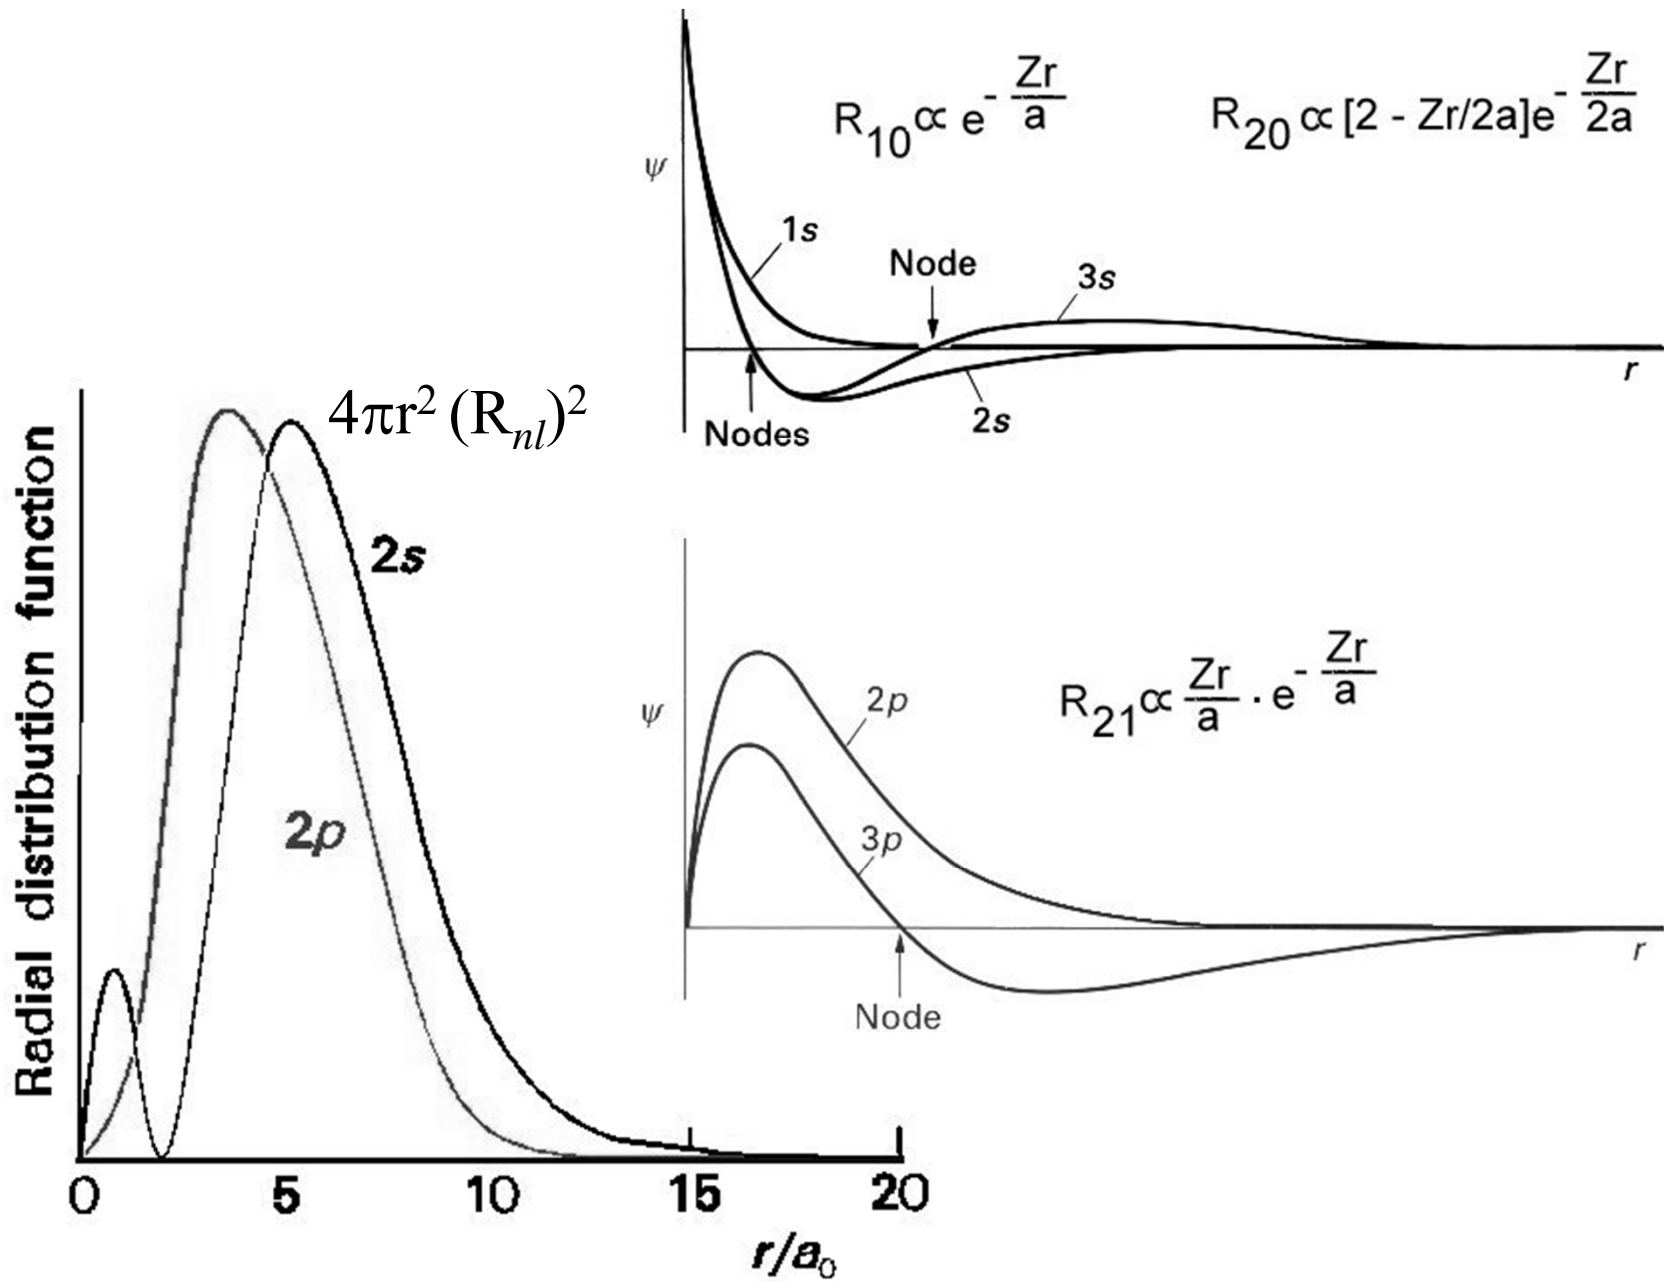 R₁₀ ∝ e^(-Zr/a)
R₂₀ ∝ [2 - Zr/2a]e^(-Zr/2a)
ψ
1s
Node
3s
r
2s
Nodes
4πr² (Rₙₗ)²
Radial distribution function
2s
2p
0 5 10 15 20
r/a₀
ψ
2p
R₂₁ ∝ Zr/a · e^(-Zr/a)
3p
r
Node